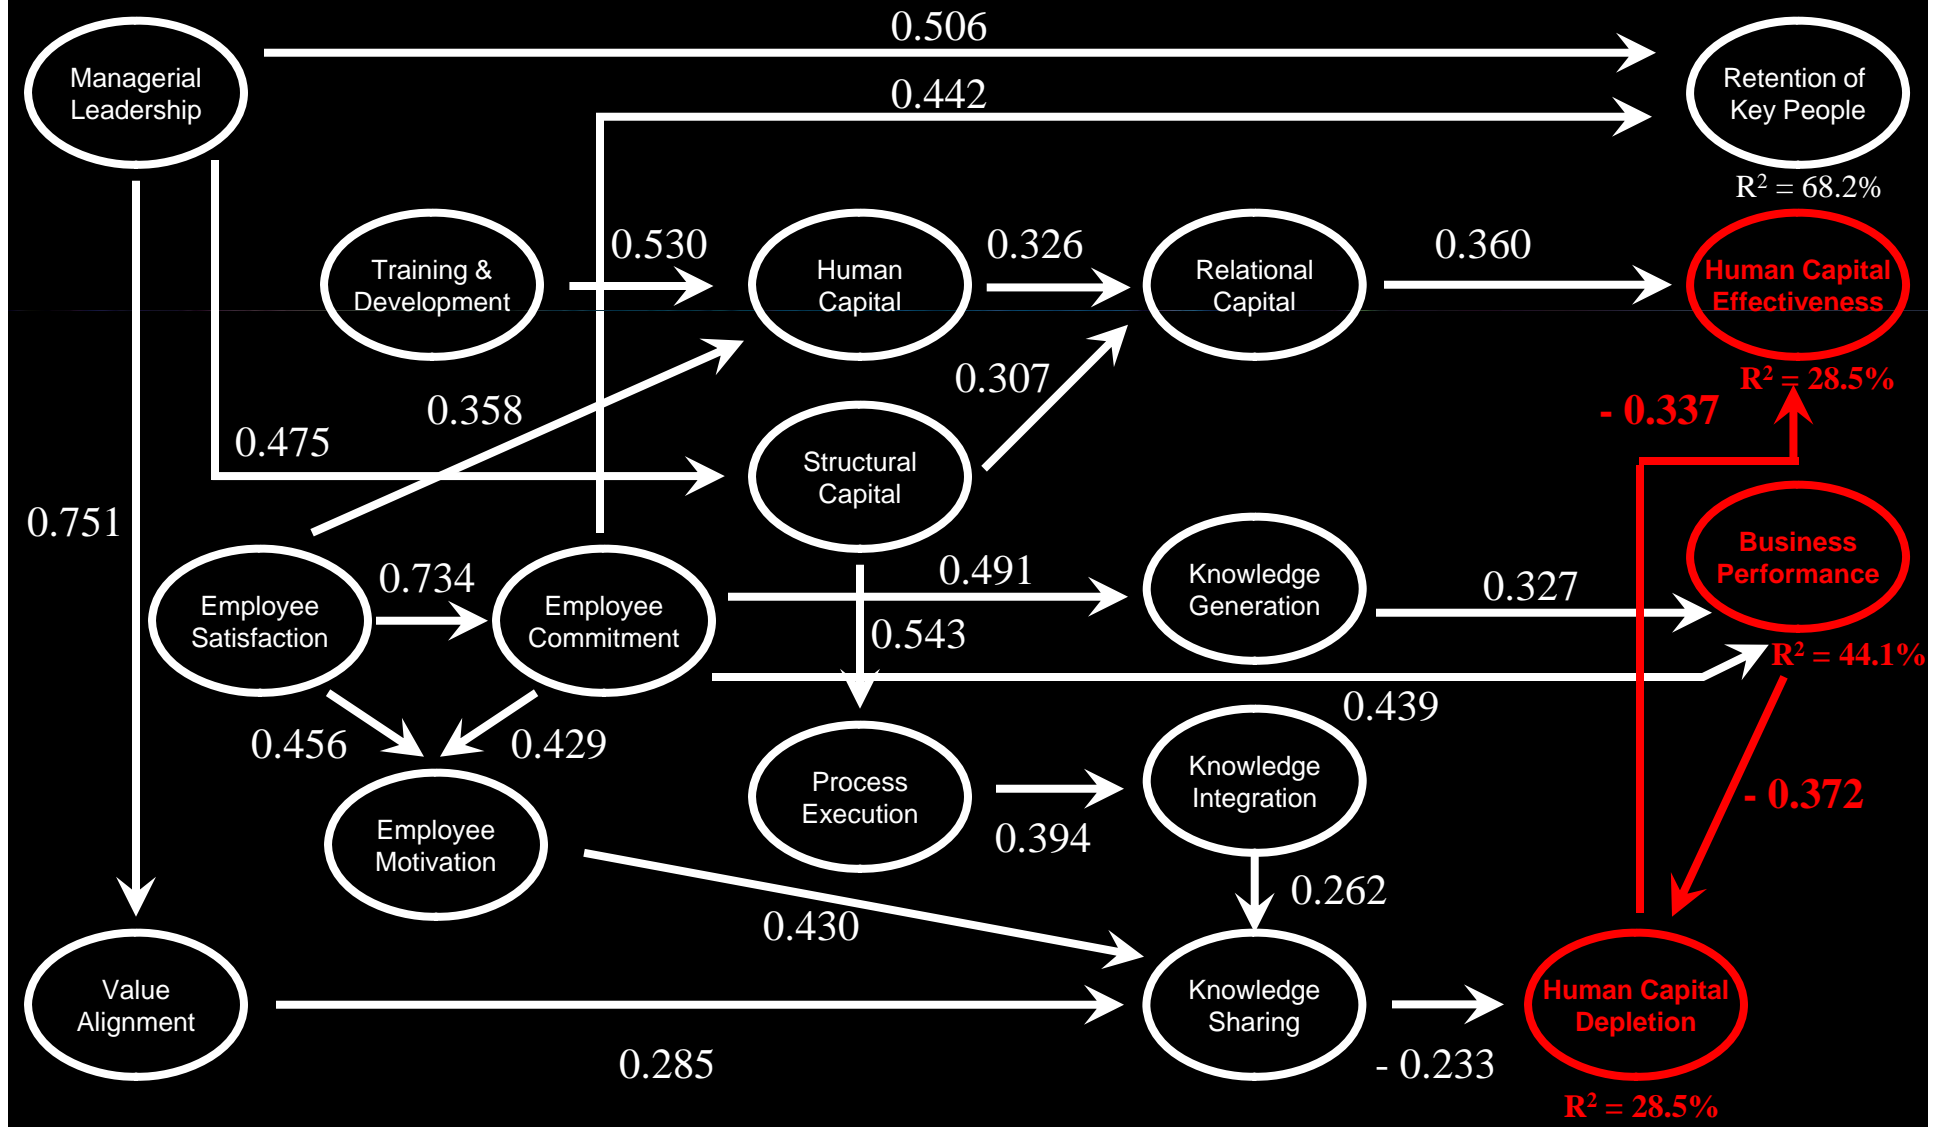 0.506
Managerial
Leadership
Retention of
Key People
0.442
R² = 68.2%
0.530
0.326
0.360
Training &
Development
Human
Capital
Relational
Capital
Human Capital
Effectiveness
R² = 28.5%
0.358
0.307
- 0.337
0.475
Structural
Capital
0.751
Business
Performance
R² = 44.1%
0.734
0.491
Knowledge
Generation
0.327
Employee
Satisfaction
Employee
Commitment
0.543
0.439
0.456
0.429
Process
Execution
Knowledge
Integration
- 0.372
Employee
Motivation
0.394
0.262
0.430
Value
Alignment
Knowledge
Sharing
Human Capital
Depletion
0.285
- 0.233
R² = 28.5%